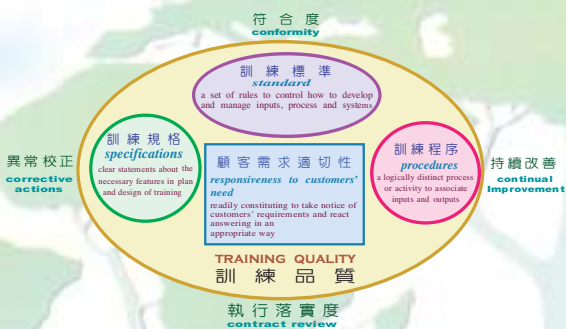 符合度
conformity
訓練標準
standard
a set of rules to control how to develop
and manage inputs, process and systems
異常校正
corrective
actions
訓練規格
specifications
clear statements about the
necessary features in plan
and design of training
顧客需求適切性
responsiveness to customers'
need
readily constituting to take notice of
customers' requirements and react
answering in an
appropriate way
訓練程序
procedures
a logically distinct process
or activity to associate
inputs and outputs
持續改善
continual
Improvement
TRAINING QUALITY
訓練品質
執行落實度
contract review